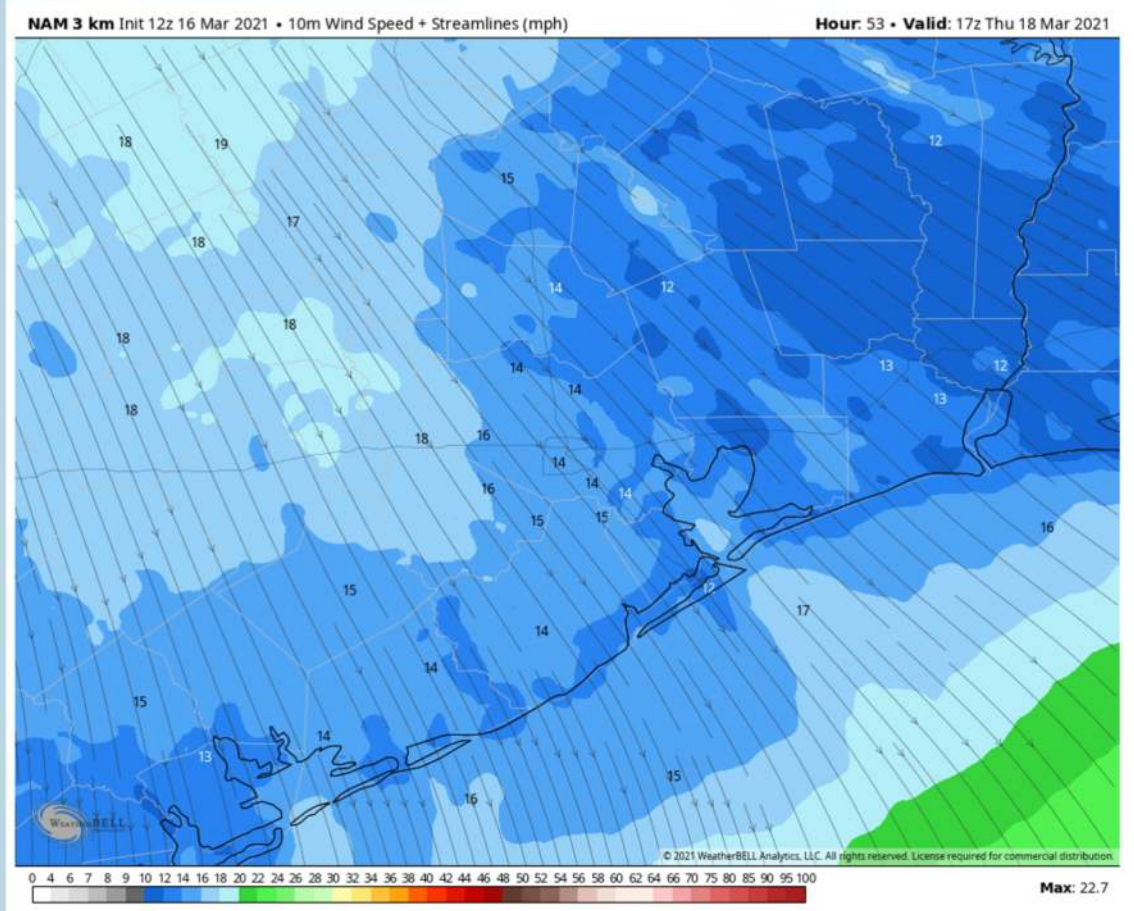 NAM 3 km Init 12z 16 Mar 2021 • 10m Wind Speed + Streamlines (mph) Hour: 53 • Valid: 17z Thu 18 Mar 2021
18 19 12
15
17
18
14 12
18
18
14 13 12
14 13
18
18 16
14
16 14 14
15 15 16
15
12
17
14
14
15
14
13
15
16
WeatherBELL
© 2021 WeatherBELL Analytics, LLC. All rights reserved. License required for commercial distribution.
0 4 6 7 8 9 10 12 14 16 17 18 20 22 24 26 28 30 32 34 36 38 40 42 44 46 48 50 52 54 56 58 60 62 64 66 70 75 80 85 90 95 100
Max: 22.7